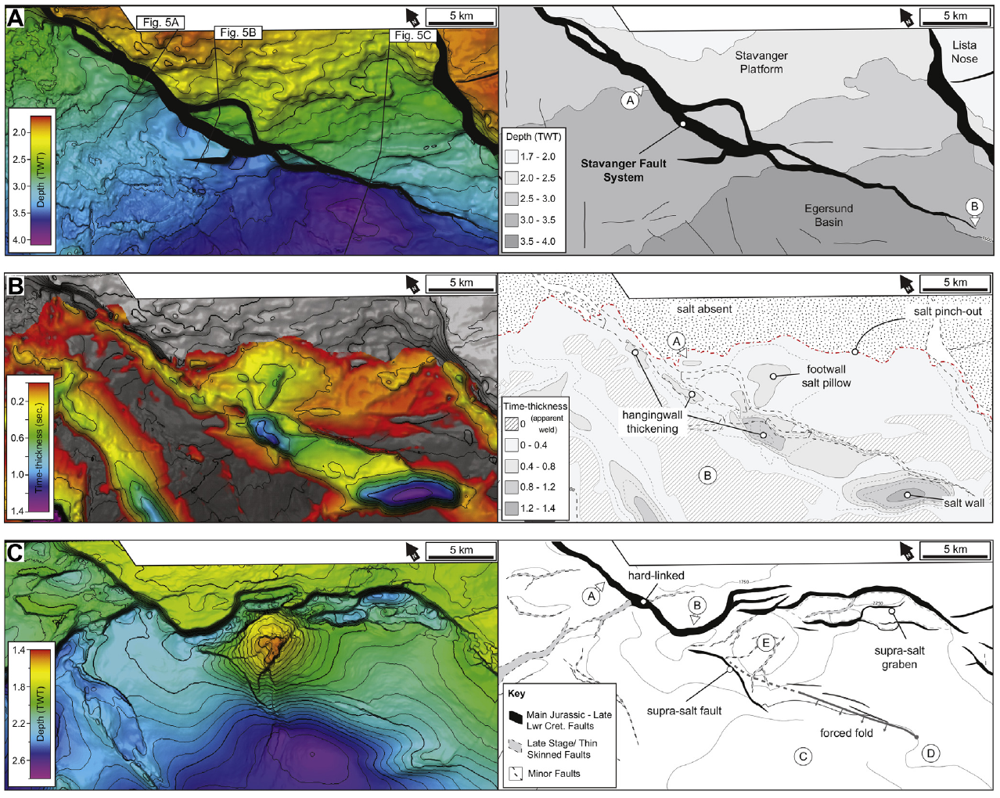 A
Fig. 5A
Fig. 5B
Fig. 5C
N
5 km
2.0
2.5
3.0
3.5
4.0
Depth (TWT)
N
5 km
Stavanger
Platform
Lista
Nose
A
Depth (TWT)
1.7 - 2.0
2.0 - 2.5
2.5 - 3.0
3.0 - 3.5
3.5 - 4.0
Stavanger Fault
System
Egersund
Basin
B
B
N
5 km
0.2
0.6
1.0
1.4
Time-thickness (sec.)
N
5 km
salt absent
salt pinch-out
A
footwall
salt pillow
hangingwall
thickening
Time-thickness
0 (apparent
weld)
0 - 0.4
0.4 - 0.8
0.8 - 1.2
1.2 - 1.4
B
salt wall
C
N
5 km
1.4
1.8
2.2
2.6
Depth (TWT)
N
5 km
hard-linked
A
B
1750
2250
E
supra-salt
graben
supra-salt fault
forced fold
C
D
Key
Main Jurassic - Late
Lwr Cret. Faults
Late Stage/ Thin
Skinned Faults
Minor Faults